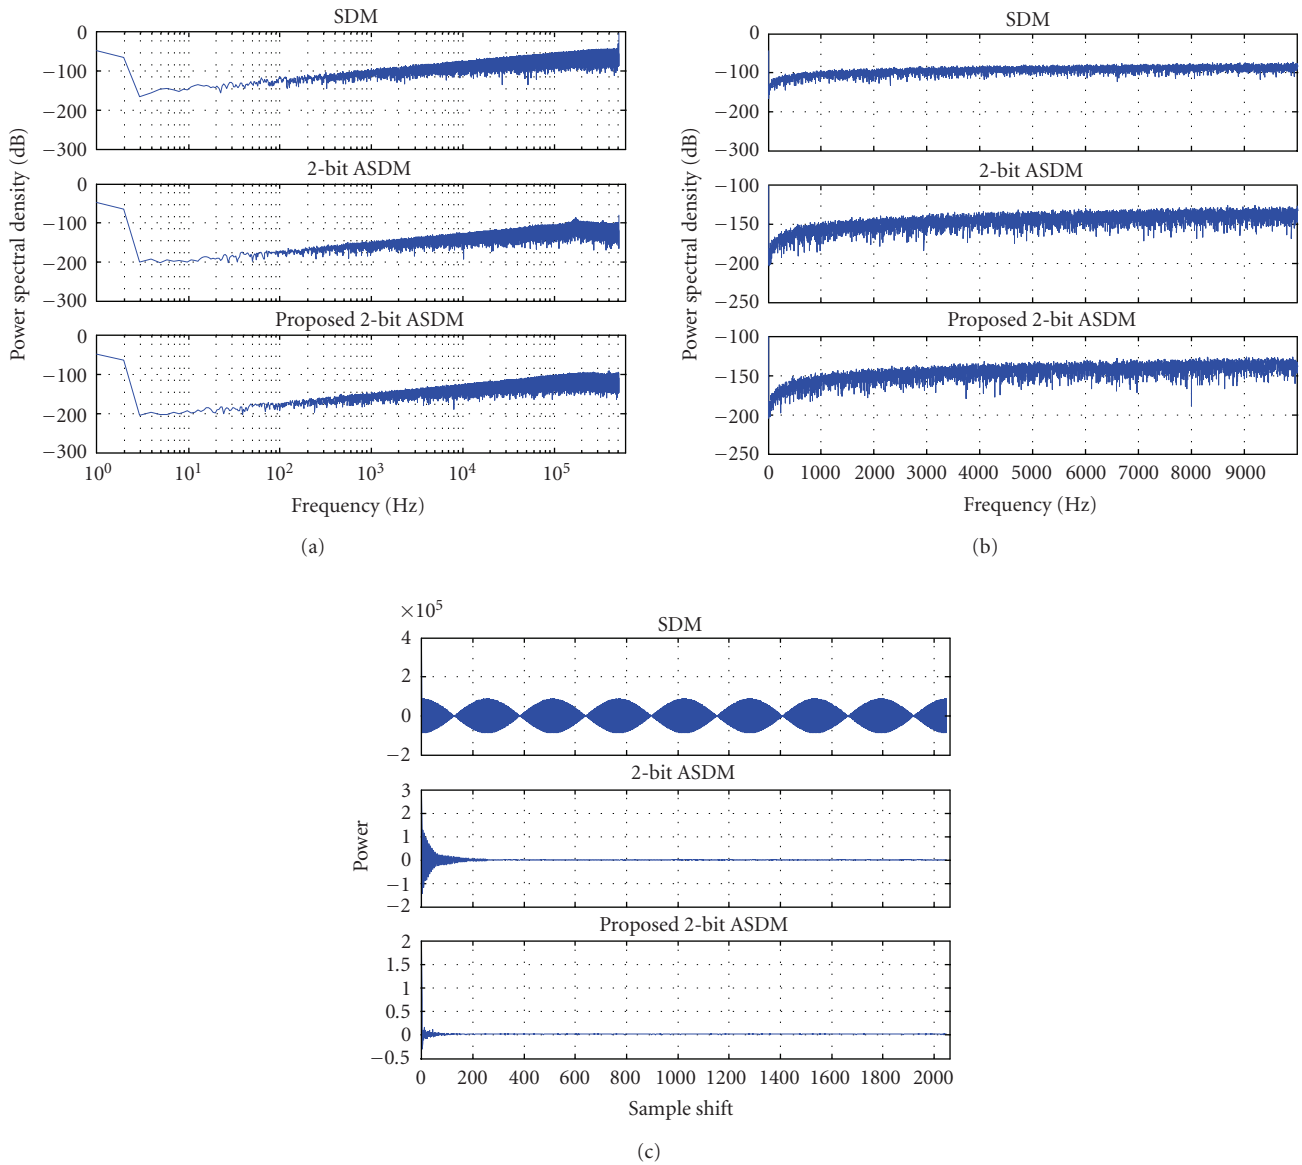 SDM
0
−100
−200
−300
2-bit ASDM
0
−100
−200
−300
Proposed 2-bit ASDM
0
−100
−200
−300
10⁰ 10¹ 10² 10³ 10⁴ 10⁵
Frequency (Hz)
Power spectral density (dB)
(a)
SDM
0
−100
−200
−300
2-bit ASDM
−100
−150
−200
−250
Proposed 2-bit ASDM
−100
−150
−200
−250
0 1000 2000 3000 4000 5000 6000 7000 8000 9000
Frequency (Hz)
Power spectral density (dB)
(b)
×10⁵
SDM
4
2
0
−2
2-bit ASDM
3
2
1
0
−1
−2
Proposed 2-bit ASDM
2
1.5
1
0.5
0
−0.5
0 200 400 600 800 1000 1200 1400 1600 1800 2000
Sample shift
Power
(c)